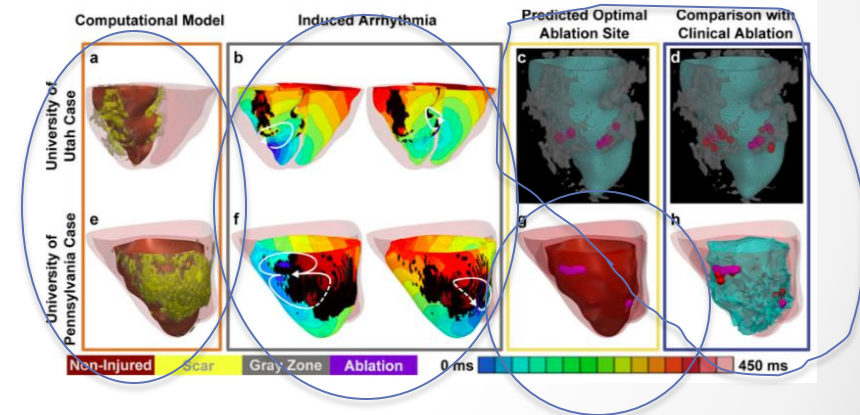 Computational Model
Induced Arrhythmia
Predicted Optimal
Ablation Site
Comparison with
Clinical Ablation
University of
Utah Case
a
b
c
d
University of
Pennsylvania Case
e
f
g
h
Non-Injured
Scar
Gray Zone
Ablation
0 ms
450 ms